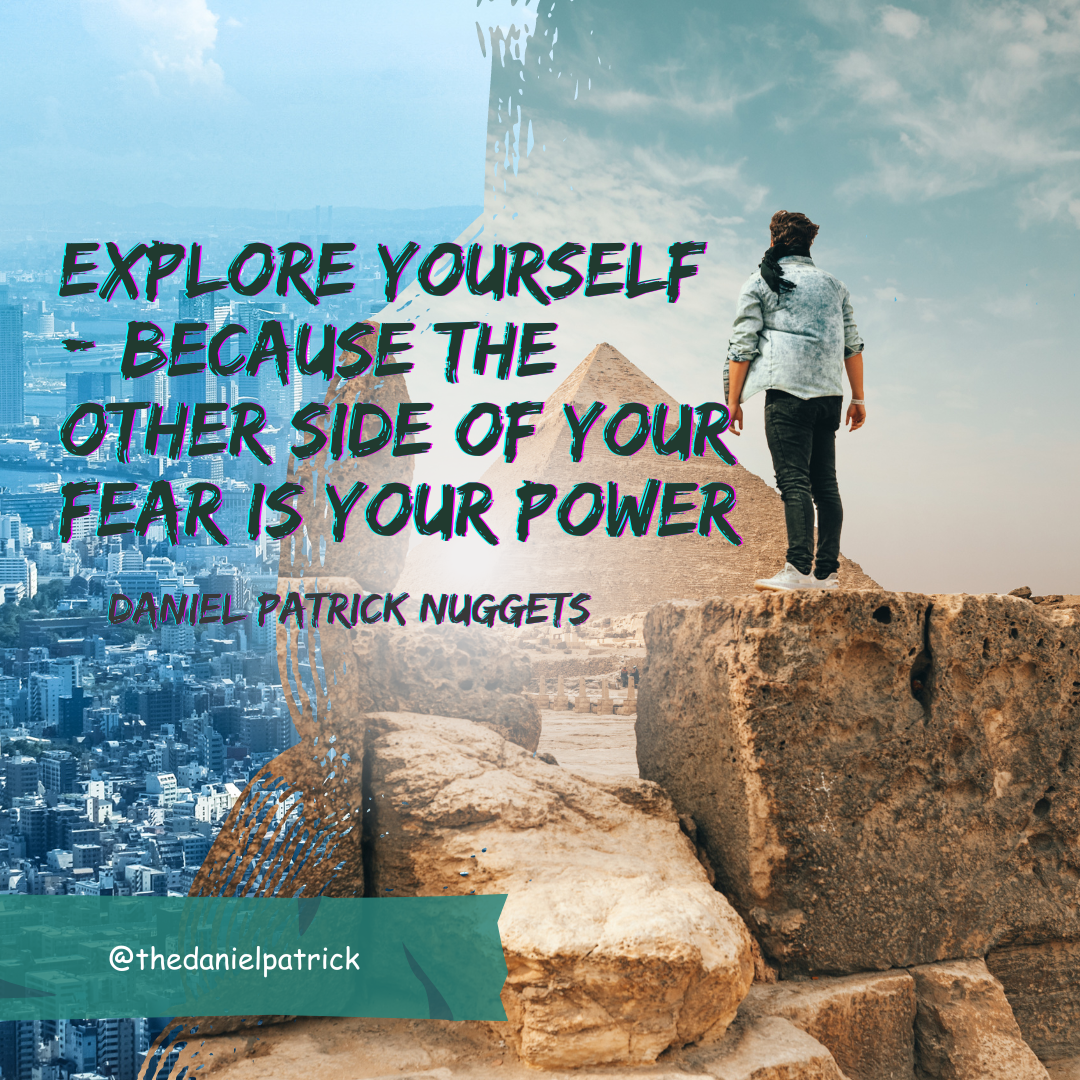 EXPLORE YOURSELF
- BECAUSE THE
OTHER SIDE OF YOUR
FEAR IS YOUR POWER
DANIEL PATRICK NUGGETS
@thedanielpatrick